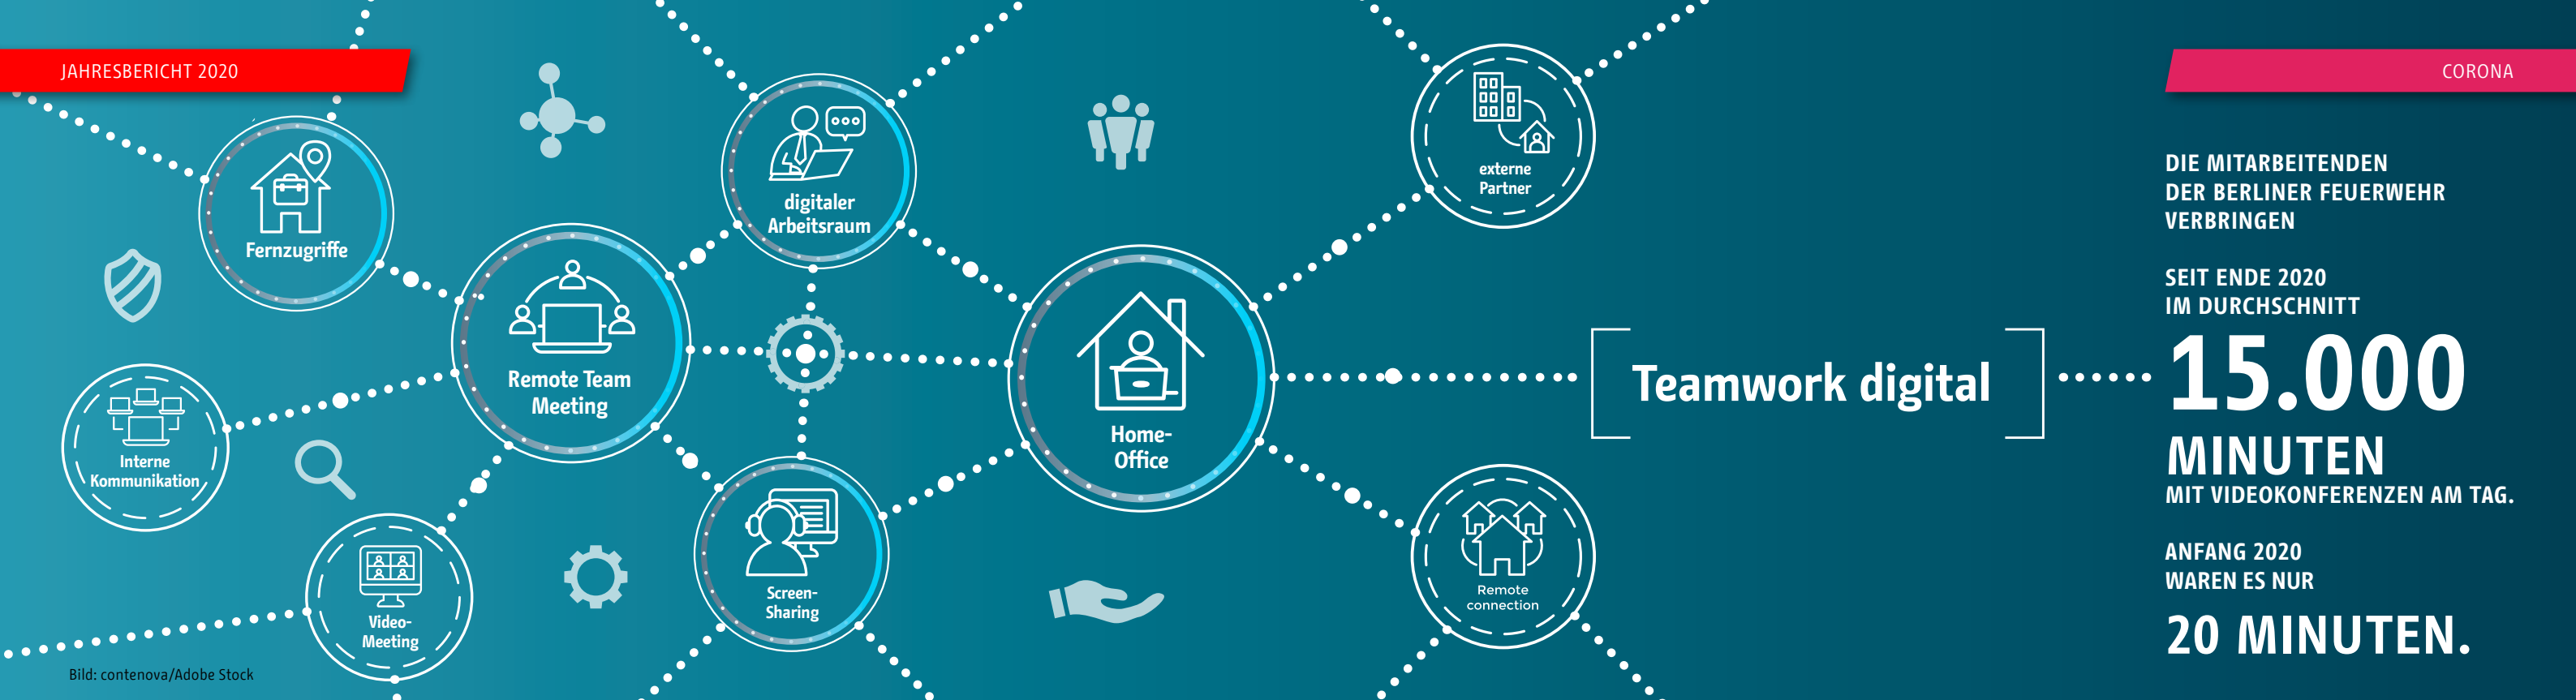 JAHRESBERICHT 2020
CORONA
Fernzugriffe
digitaler
Arbeitsraum
externe
Partner
Remote Team
Meeting
Interne
Kommunikation
Home-
Office
Video-
Meeting
Screen-
Sharing
Remote
connection
Teamwork digital
DIE MITARBEITENDEN
DER BERLINER FEUERWEHR
VERBRINGEN
SEIT ENDE 2020
IM DURCHSCHNITT
15.000
MINUTEN
MIT VIDEOKONFERENZEN AM TAG.
ANFANG 2020
WAREN ES NUR
20 MINUTEN.
Bild: contenova/Adobe Stock